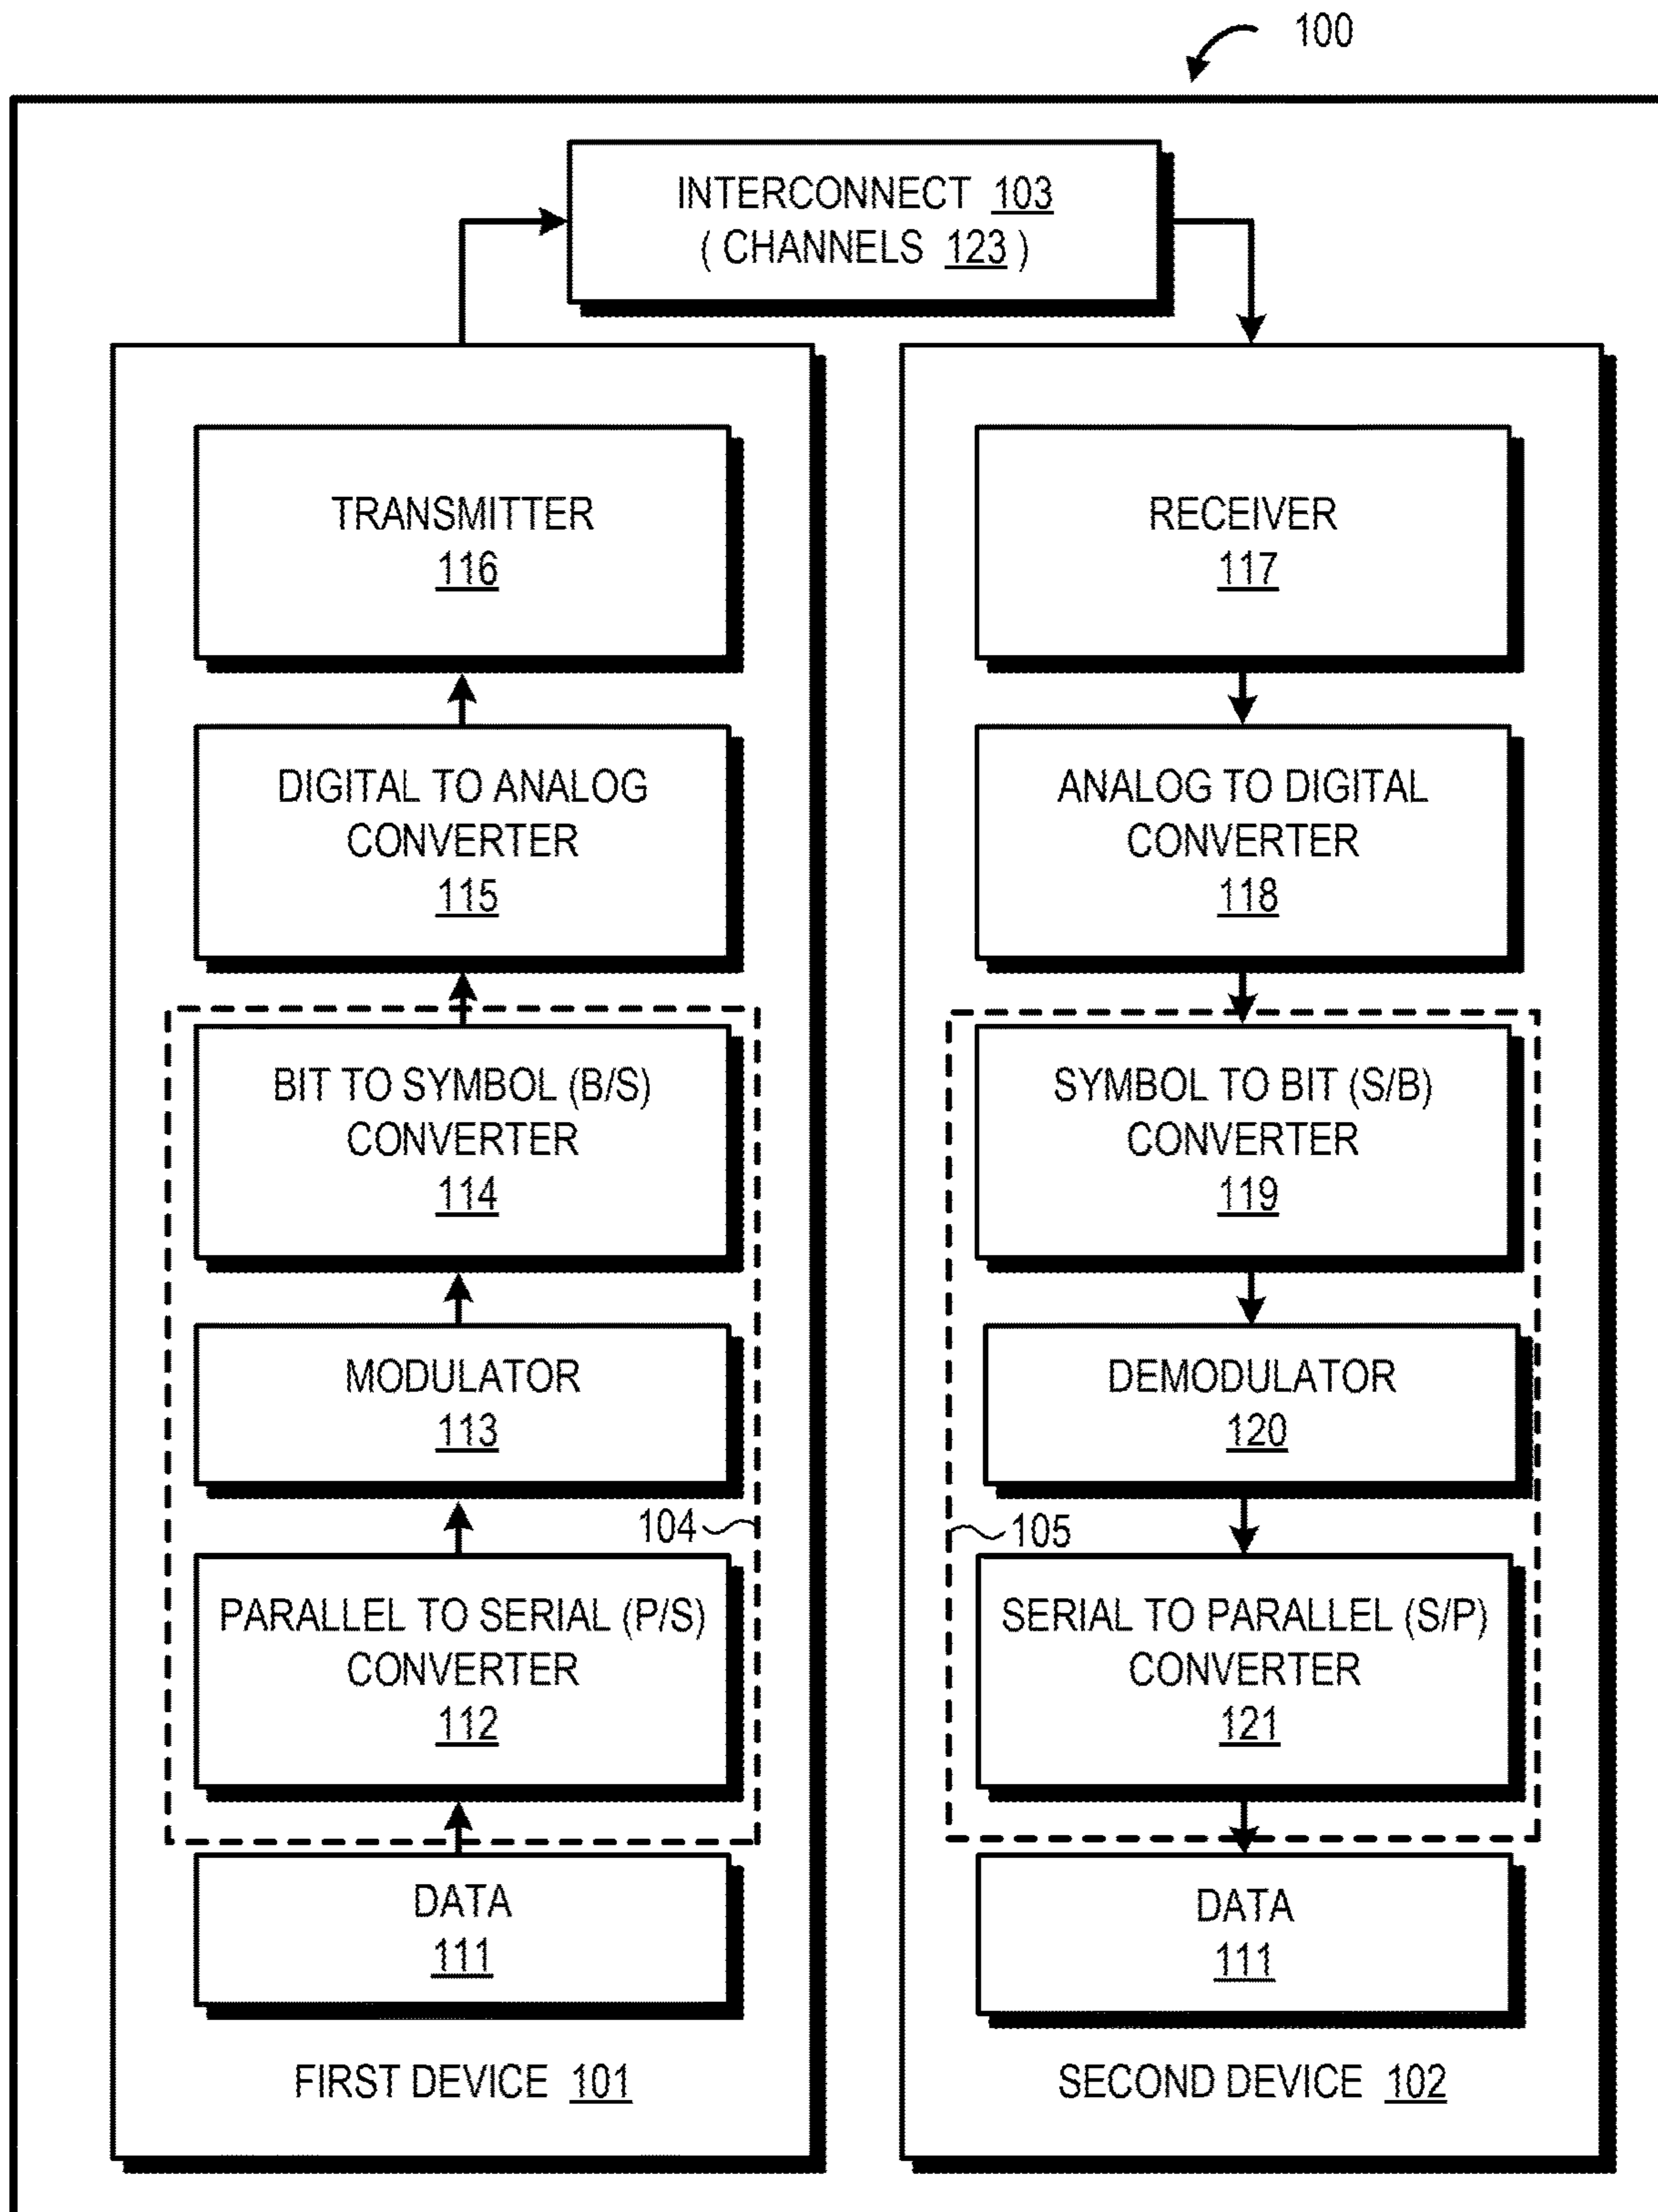 100
INTERCONNECT 103
( CHANNELS 123 )
TRANSMITTER
116
DIGITAL TO ANALOG
CONVERTER
115
BIT TO SYMBOL (B/S)
CONVERTER
114
MODULATOR
113
104
PARALLEL TO SERIAL (P/S)
CONVERTER
112
DATA
111
FIRST DEVICE 101
RECEIVER
117
ANALOG TO DIGITAL
CONVERTER
118
SYMBOL TO BIT (S/B)
CONVERTER
119
DEMODULATOR
120
105
SERIAL TO PARALLEL (S/P)
CONVERTER
121
DATA
111
SECOND DEVICE 102